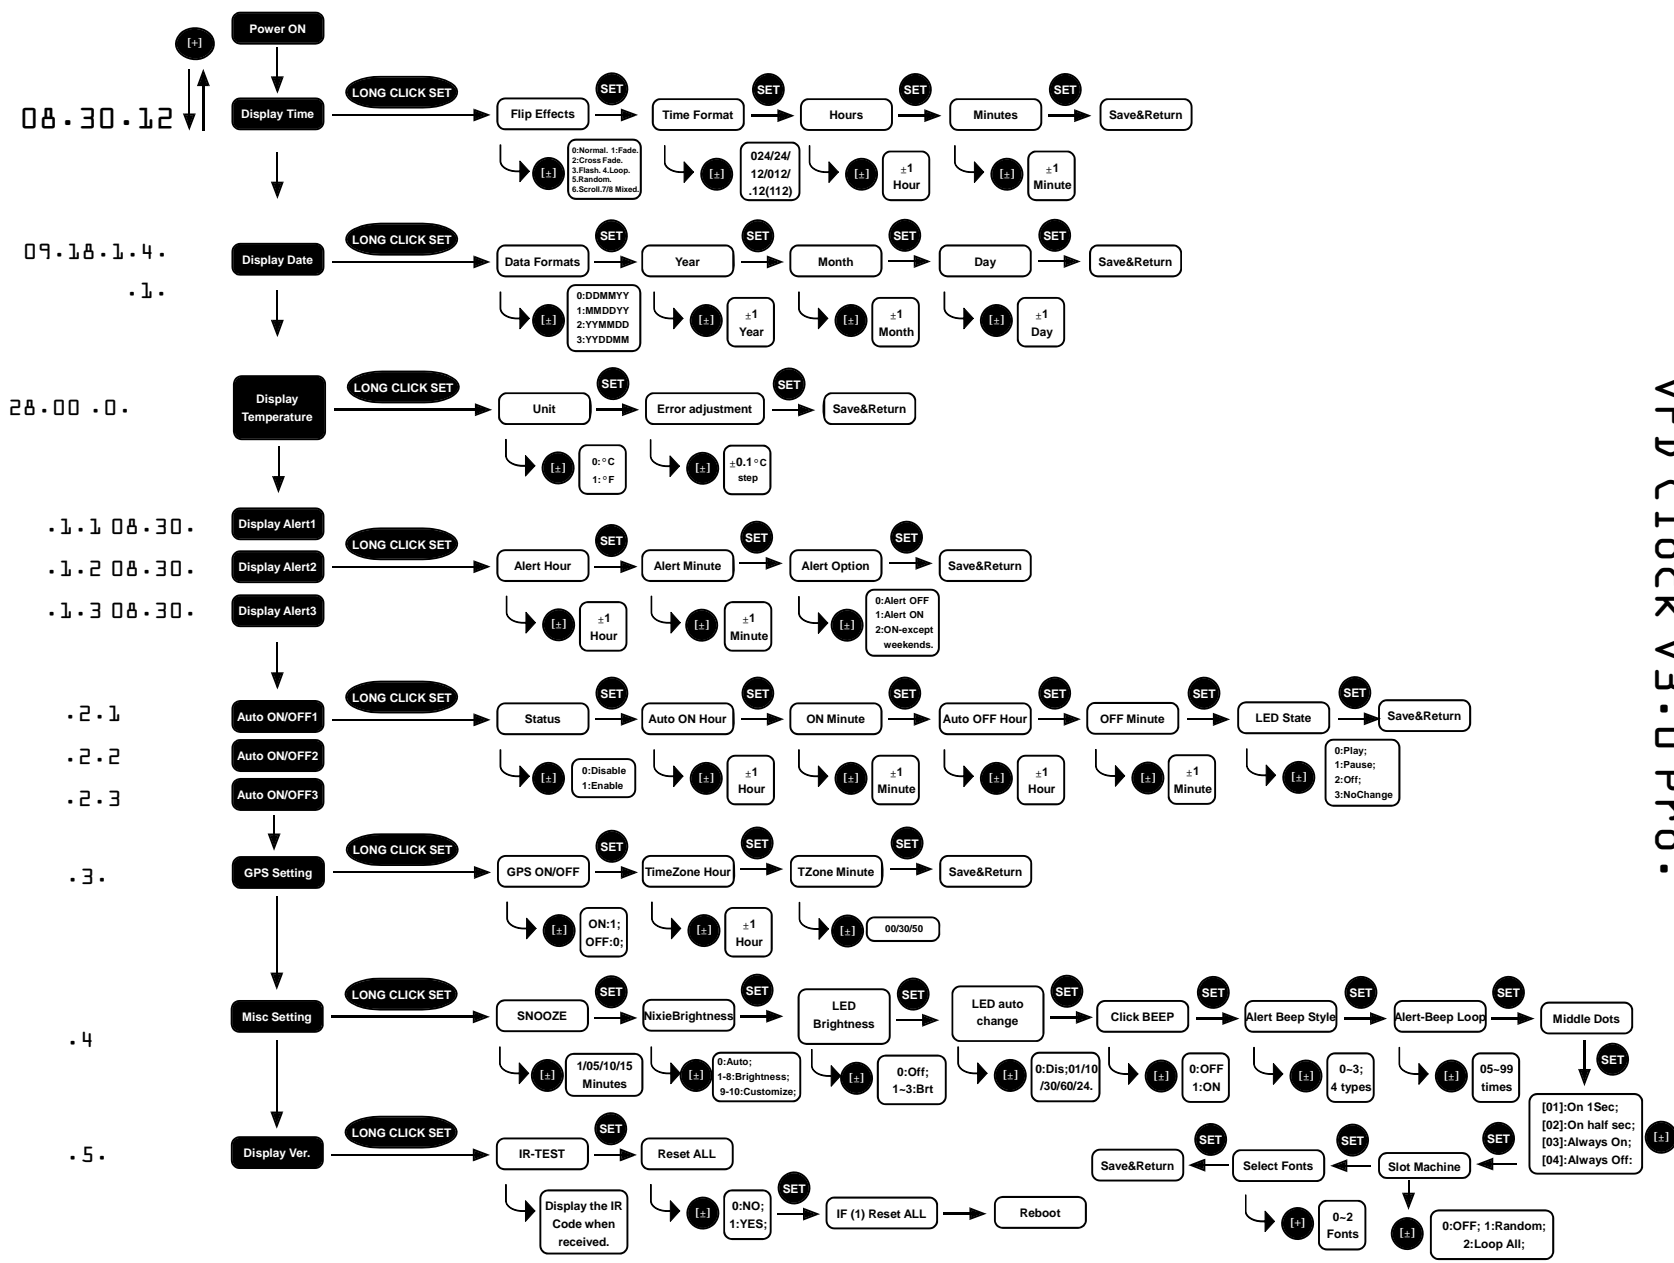 Power ON
[+]
08.30.12
Display Time
LONG CLICK SET
Flip Effects
SET
Time Format
SET
Hours
SET
Minutes
SET
Save&Return
[±]
0:Normal. 1:Fade.
2:Cross Fade.
3.Flash. 4.Loop.
5.Random.
6.Scroll.7/8 Mixed.
[±]
024/24/
12/012/
.12(112)
[±]
±1
Hour
[±]
±1
Minute
09.18.1.4.
.1.
Display Date
LONG CLICK SET
Data Formats
SET
Year
SET
Month
SET
Day
SET
Save&Return
[±]
0:DDMMYY
1:MMDDYY
2:YYMMDD
3:YYDDMM
[±]
±1
Year
[±]
±1
Month
[±]
±1
Day
28.00 .0.
Display
Temperature
LONG CLICK SET
Unit
SET
Error adjustment
SET
Save&Return
[±]
0:°C
1:°F
[±]
±0.1°C
step
.1.1 08.30.
Display Alert1
.1.2 08.30.
Display Alert2
.1.3 08.30.
Display Alert3
LONG CLICK SET
Alert Hour
SET
Alert Minute
SET
Alert Option
SET
Save&Return
[±]
±1
Hour
[±]
±1
Minute
[±]
0:Alert OFF
1:Alert ON
2:ON-except
weekends.
.2.1
Auto ON/OFF1
.2.2
Auto ON/OFF2
.2.3
Auto ON/OFF3
LONG CLICK SET
Status
SET
Auto ON Hour
SET
ON Minute
SET
Auto OFF Hour
SET
OFF Minute
SET
LED State
SET
Save&Return
[±]
0:Disable
1:Enable
[±]
±1
Hour
[±]
±1
Minute
[±]
±1
Hour
[±]
±1
Minute
[±]
0:Play;
1:Pause;
2:Off;
3:NoChange
.3.
GPS Setting
LONG CLICK SET
GPS ON/OFF
SET
TimeZone Hour
SET
TZone Minute
SET
Save&Return
[±]
ON:1;
OFF:0;
[±]
±1
Hour
[±]
00/30/50
.4
Misc Setting
LONG CLICK SET
SNOOZE
SET
NixieBrightness
SET
LED
Brightness
SET
LED auto
change
SET
Click BEEP
SET
Alert Beep Style
SET
Alert-Beep Loop
SET
Middle Dots
SET
[±]
1/05/10/15
Minutes
[±]
0:Auto;
1-8:Brightness;
9-10:Customize;
[±]
0:Off;
1~3:Brt
[±]
0:Dis;01/10
/30/60/24.
[±]
0:OFF
1:ON
[±]
0~3;
4 types
[±]
05~99
times
[01]:On 1Sec;
[02]:On half sec;
[03]:Always On;
[04]:Always Off:
[±]
SET
Slot Machine
SET
Select Fonts
SET
Save&Return
[±]
0:OFF; 1:Random;
2:Loop All;
[+]
0~2
Fonts
.5.
Display Ver.
LONG CLICK SET
IR-TEST
SET
Reset ALL
Display the IR
Code when
received.
[±]
0:NO;
1:YES;
SET
IF (1) Reset ALL
Reboot
VFD Clock V3.0 Pro.